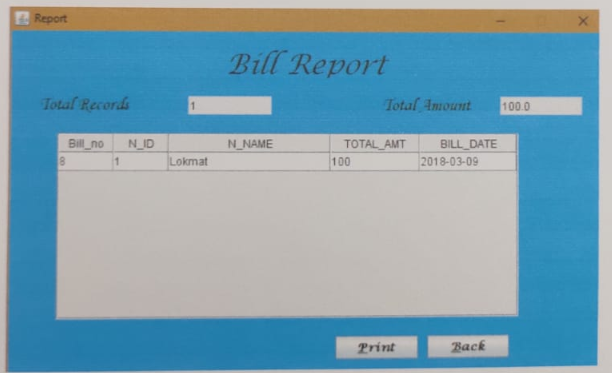 Report
Bill Report
Total Records 1 Total Amount 100.0
Bill_no N_ID N_NAME TOTAL_AMT BILL_DATE
8 1 Lokmat 100 2018-03-09
Print Back